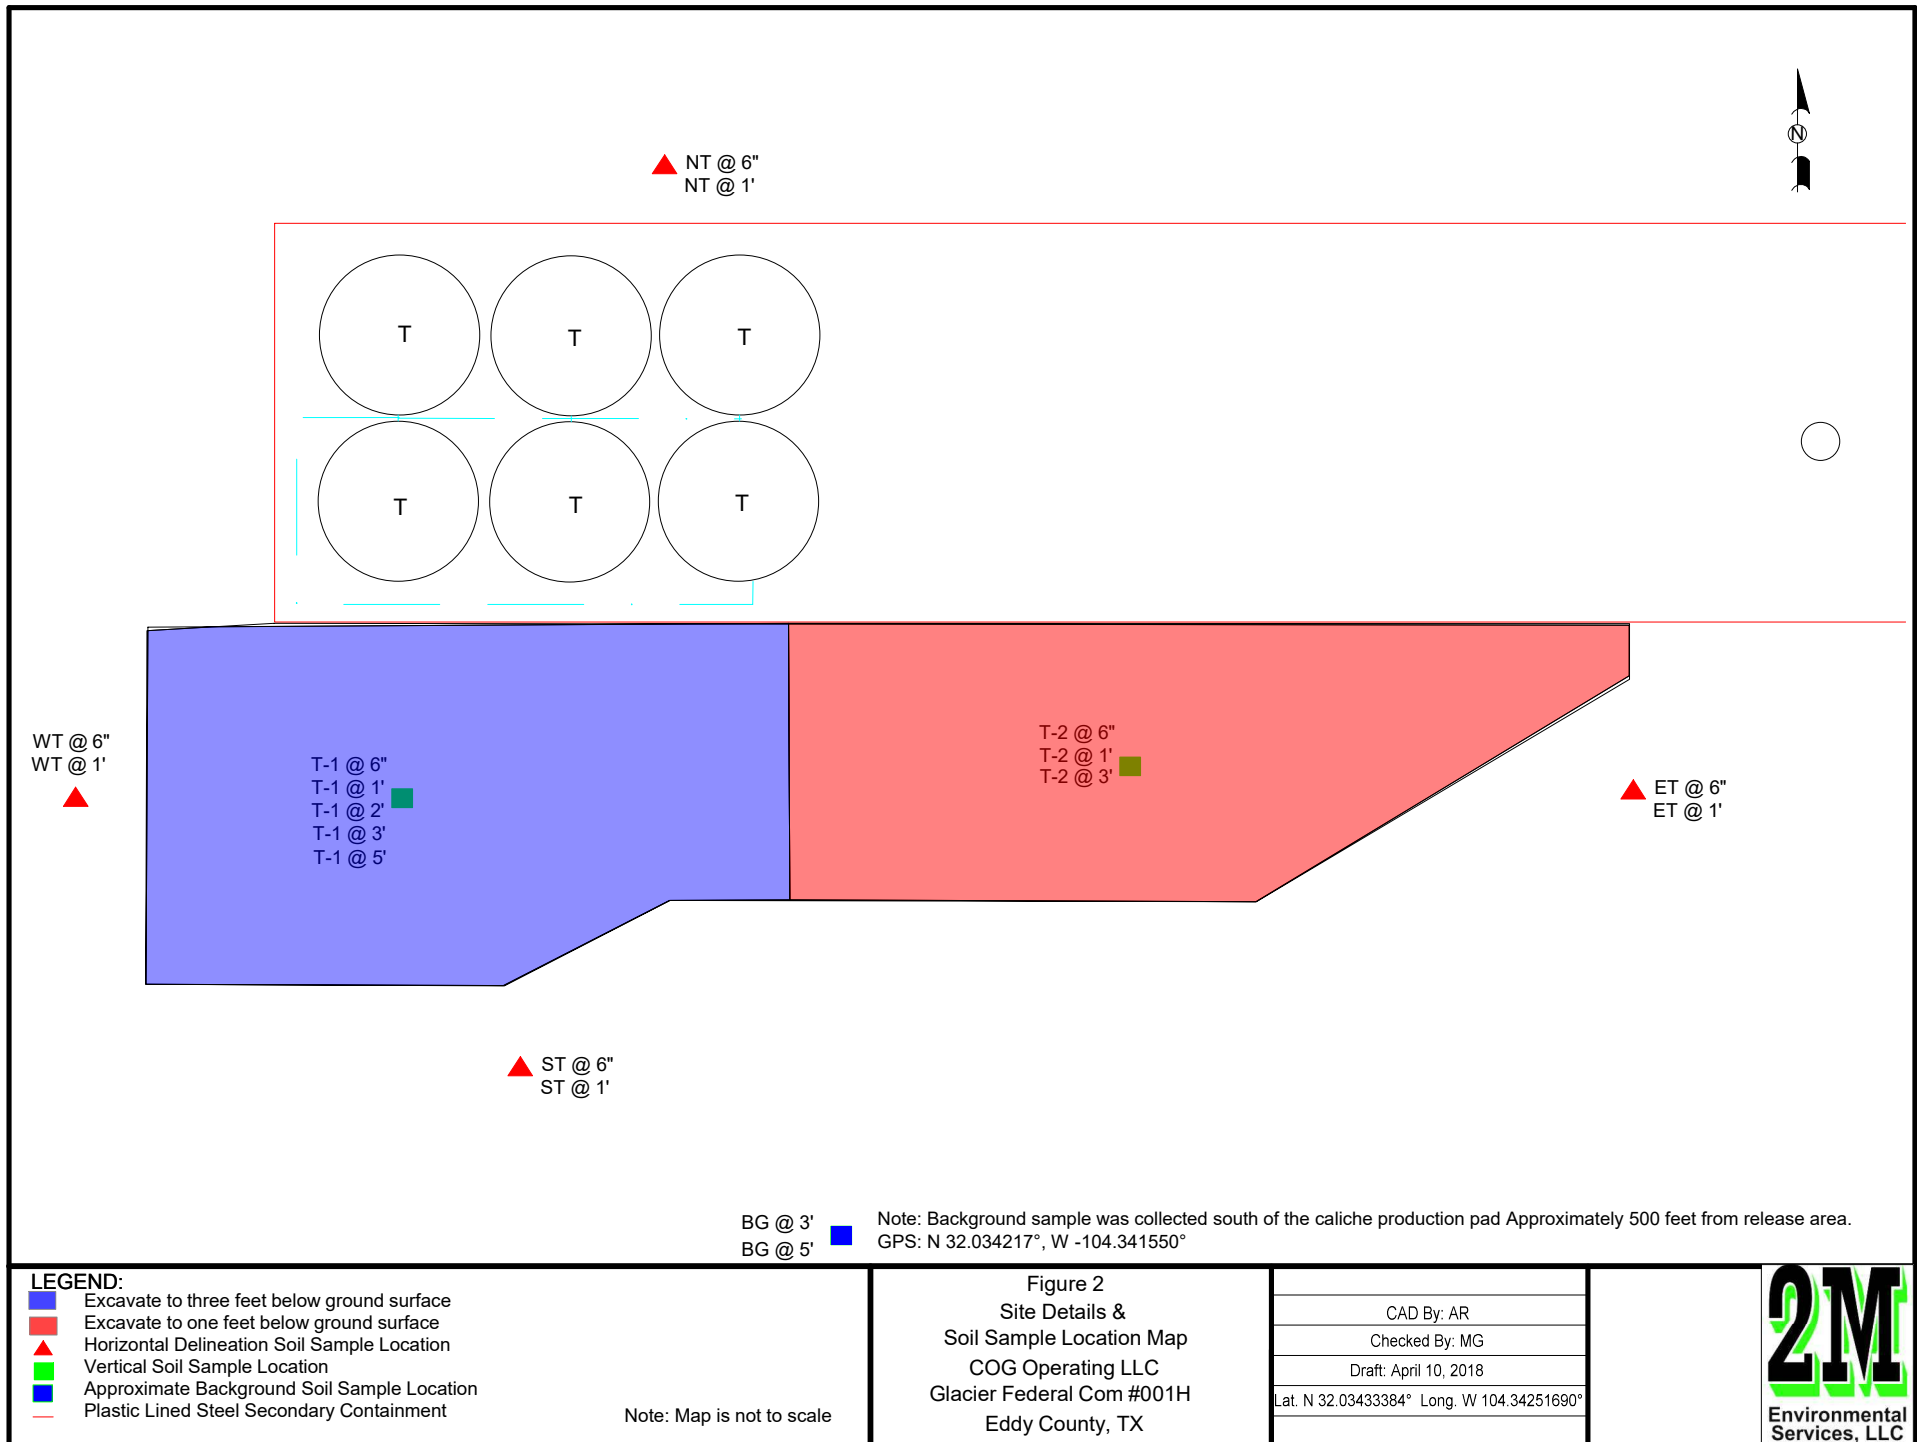 N
NT @ 6"
NT @ 1'
T
T
T
T
T
T
WT @ 6"
WT @ 1'
T-1 @ 6"
T-1 @ 1'
T-1 @ 2'
T-1 @ 3'
T-1 @ 5'
T-2 @ 6"
T-2 @ 1'
T-2 @ 3'
ET @ 6"
ET @ 1'
ST @ 6"
ST @ 1'
BG @ 3'
BG @ 5'
Note: Background sample was collected south of the caliche production pad Approximately 500 feet from release area.
GPS: N 32.034217°, W -104.341550°
LEGEND:
Excavate to three feet below ground surface
Excavate to one feet below ground surface
Horizontal Delineation Soil Sample Location
Vertical Soil Sample Location
Approximate Background Soil Sample Location
Plastic Lined Steel Secondary Containment
Note: Map is not to scale
Figure 2
Site Details &
Soil Sample Location Map
COG Operating LLC
Glacier Federal Com #001H
Eddy County, TX
CAD By: AR
Checked By: MG
Draft: April 10, 2018
Lat. N 32.03433384° Long. W 104.34251690°
2M
Environmental
Services, LLC